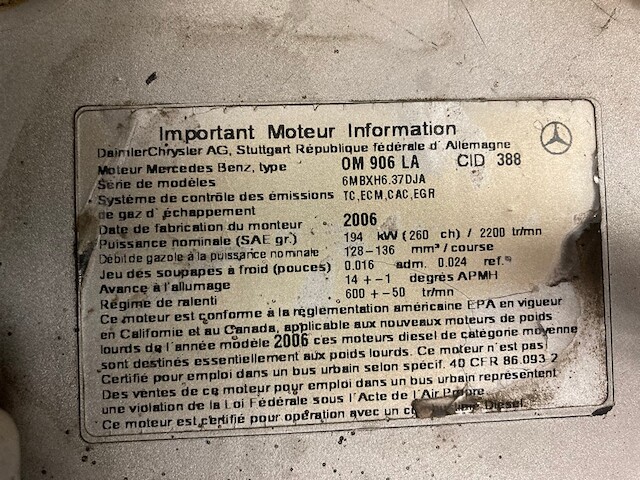 Important Moteur Information
DaimlerChrysler AG, Stuttgart République fédérale d' Allemagne
Moteur Mercedes Benz, type OM 906 LA CID 388
Série de modèles 6MBXH6.37DJA
Système de contrôle des émissions TC,ECM,CAC,EGR
de gaz d' échappement
Date de fabrication du monteur 2006
Puissance nominale (SAE gr.) 194 kW (260 ch) / 2200 tr/mn
Débit de gazole à la puissance nominale 128-136 mm³ / course
Jeu des soupapes à froid (pouces) 0.016 adm. 0.024 ref.
Avance à l'allumage 14 +-1 degrés APMH
Régime de ralenti 600 +-50 tr/mn
Ce moteur est conforme à la réglementation américaine EPA en vigueur
en Californie et au Canada, applicable aux nouveaux moteurs de poids
lourds de l'année modèle 2006 ces moteurs diesel de catégorie moyenne
sont destinés essentiellement aux poids lourds. Ce moteur n'est pas
Certifié pour emploi dans un bus urbain selon spécif. 40 CFR 86.093 2
Des ventes de ce moteur pour emploi dans un bus urbain représentent
une violation de la Loi Fédérale sous l'Acte de l'Air Propre
Ce moteur est certifié pour opération avec un Diesel.